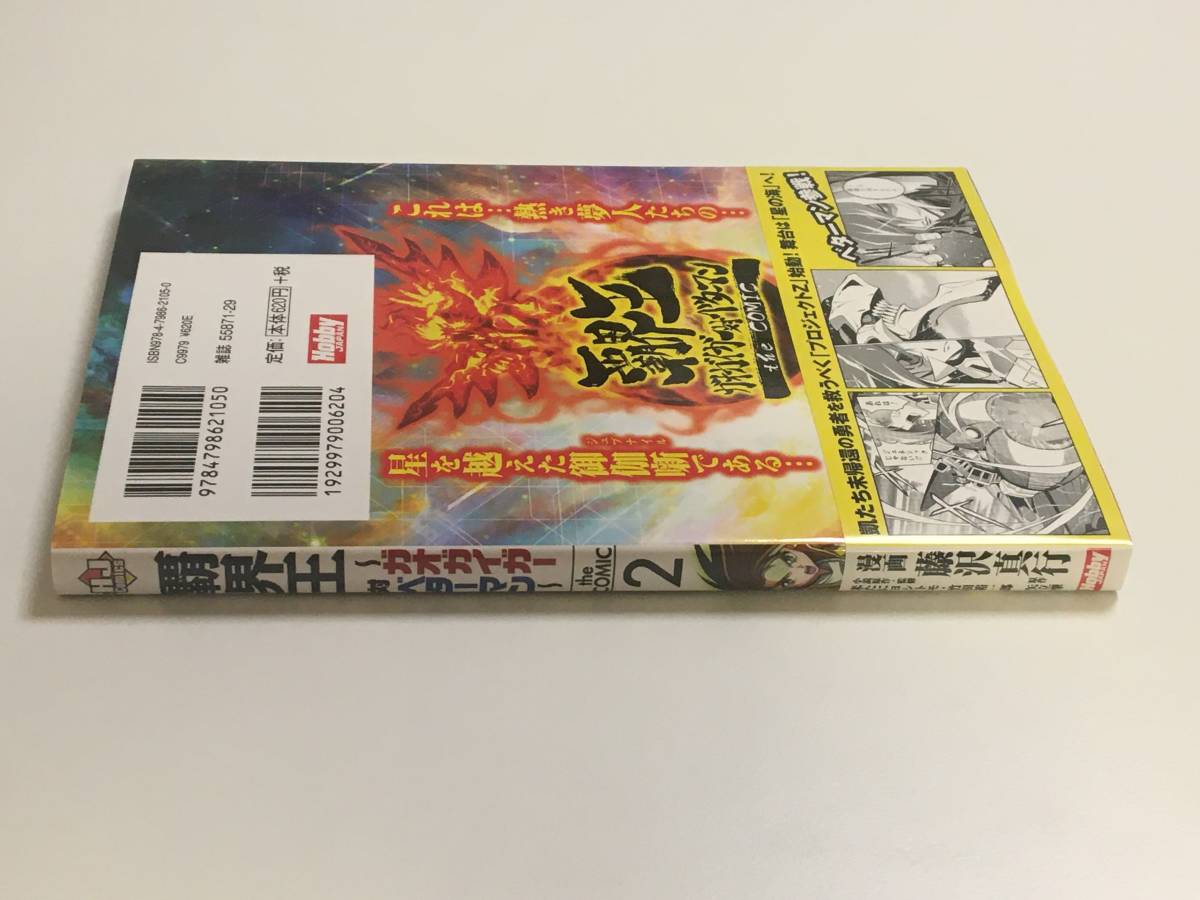 これは…熱き夢人たちの…
覇界王
ガオガイガー対ベターマン
the COMIC
ジュブナイル
星を越えた御伽噺である…
ISBN978-4-7986-2105-0
C9979 ¥620E
雑誌 55871-29
定価:本体620円+税
Hobby
JAPAN
9784798621050
1929979006204
ベターマン参戦!
凱たち未帰還の勇者を救うべく「プロジェクトZ」始動! 舞台は「星の海」へ!
HJ
COMICS
覇界王
~ガオガイガー
対ベターマン~
the
COMIC
2
漫画 藤沢真行
Hobby
JAPAN